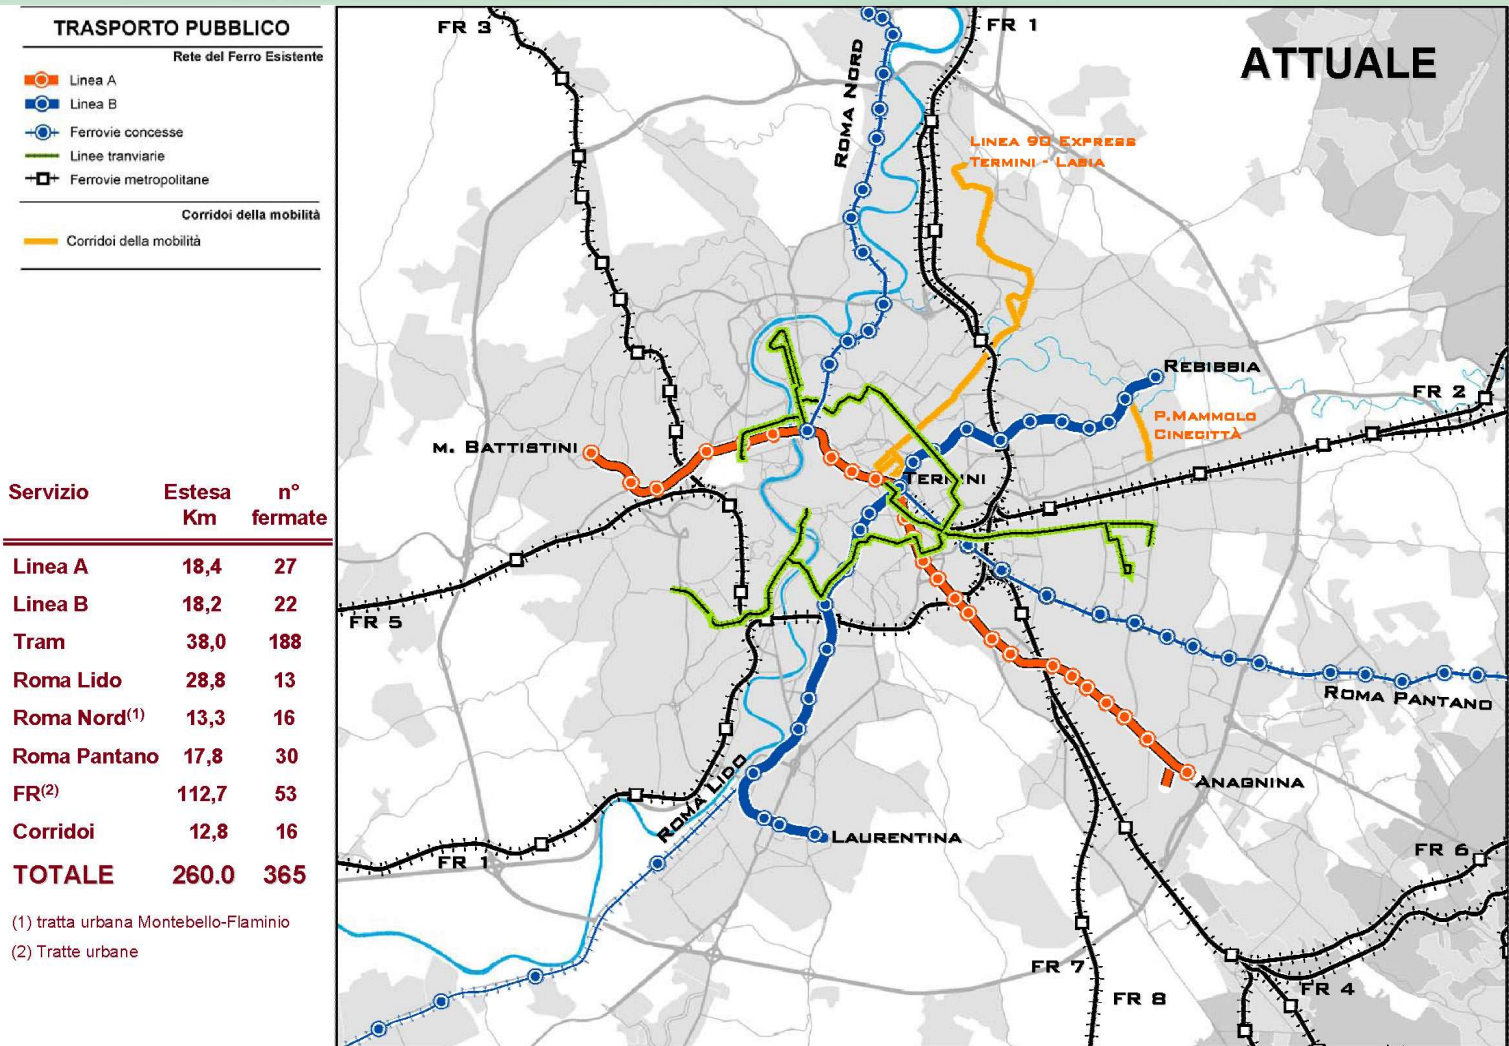 TRASPORTO PUBBLICO
Rete del Ferro Esistente
Linea A
Linea B
Ferrovie concesse
Linee tranviarie
Ferrovie metropolitane
Corridoi della mobilità
Corridoi della mobilità
Servizio Estesa Km n° fermate
Linea A 18,4 27
Linea B 18,2 22
Tram 38,0 188
Roma Lido 28,8 13
Roma Nord(1) 13,3 16
Roma Pantano 17,8 30
FR(2) 112,7 53
Corridoi 12,8 16
TOTALE 260.0 365
(1) tratta urbana Montebello-Flaminio
(2) Tratte urbane
ATTUALE
FR 3
ROMA NORD
FR 1
LINEA 90 EXPRESS
TERMINI - LABIA
REBIBBIA
FR 2
P.MAMMOLO
CINECITTÀ
M. BATTISTINI
TERMINI
FR 5
ROMA PANTANO
ROMA LIDO
ANAGNINA
LAURENTINA
FR 1
FR 6
FR 7
FR 4
FR 8